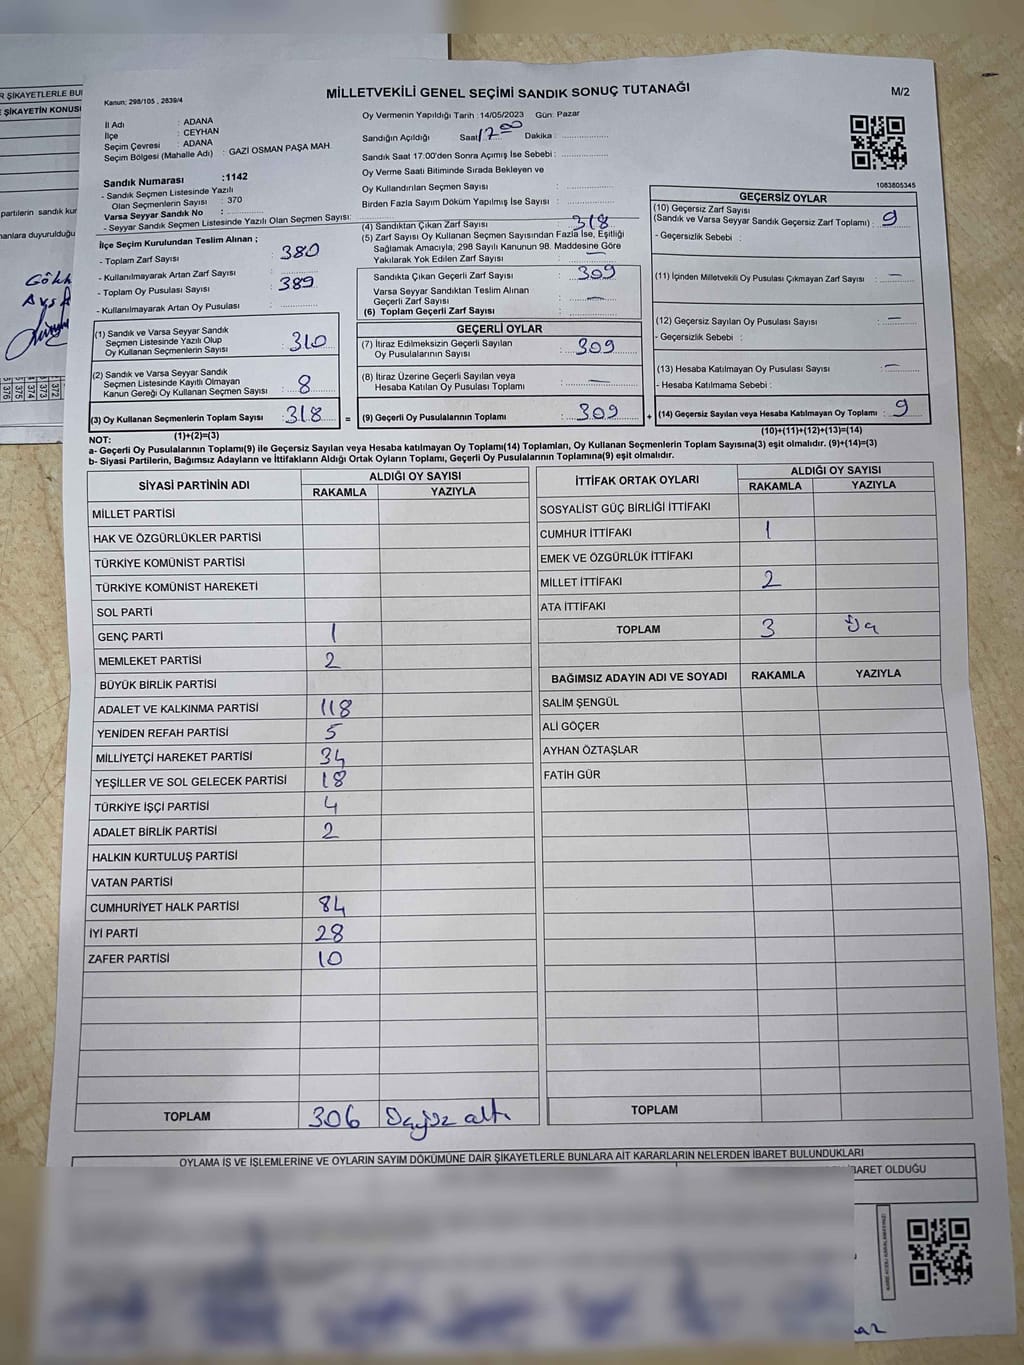 R ŞİKAYETLERLE BU
ŞİKAYETİN KONUSU
partilerin sandık kur
nanlara duyurulduğu
376
375
374
373
372
Kanun; 298/105 , 2839/4
MİLLETVEKİLİ GENEL SEÇİMİ SANDIK SONUÇ TUTANAĞI
M/2
İl Adı : ADANA
İlçe : CEYHAN
Seçim Çevresi : ADANA
Seçim Bölgesi (Mahalle Adı) : GAZİ OSMAN PAŞA MAH.
Sandık Numarası :1142
- Sandık Seçmen Listesinde Yazılı
Olan Seçmenlerin Sayısı : 370
Varsa Seyyar Sandık No :
- Seyyar Sandık Seçmen Listesinde Yazılı Olan Seçmen Sayısı:
İlçe Seçim Kurulundan Teslim Alınan ;
- Toplam Zarf Sayısı : 380
- Kullanılmayarak Artan Zarf Sayısı :
- Toplam Oy Pusulası Sayısı : 389
- Kullanılmayarak Artan Oy Pusulası :
(1) Sandık ve Varsa Seyyar Sandık
Seçmen Listesinde Yazılı Olup
Oy Kullanan Seçmenlerin Sayısı : 310
(2) Sandık ve Varsa Seyyar Sandık
Seçmen Listesinde Kayıtlı Olmayan
Kanun Gereği Oy Kullanan Seçmen Sayısı : 8
(3) Oy Kullanan Seçmenlerin Toplam Sayısı : 318 =
(1)+(2)=(3)
Oy Vermenin Yapıldığı Tarih :14/05/2023 Gün: Pazar
Sandığın Açıldığı Saat: 17 00 Dakika :
Sandık Saat 17:00'den Sonra Açımış İse Sebebi :
Oy Verme Saati Bitiminde Sırada Bekleyen ve
Oy Kullandırılan Seçmen Sayısı :
Birden Fazla Sayım Döküm Yapılmış İse Sayısı :
(4) Sandıktan Çıkan Zarf Sayısı : 318
(5) Zarf Sayısı Oy Kullanan Seçmen Sayısından Fazla İse, Eşitliği
Sağlamak Amacıyla, 298 Sayılı Kanunun 98. Maddesine Göre
Yakılarak Yok Edilen Zarf Sayısı : —
Sandıkta Çıkan Geçerli Zarf Sayısı : 309
Varsa Seyyar Sandıktan Teslim Alınan
Geçerli Zarf Sayısı : —
(6) Toplam Geçerli Zarf Sayısı :
GEÇERLİ OYLAR
(7) İtiraz Edilmeksizin Geçerli Sayılan
Oy Pusulalarının Sayısı : 309
(8) İtiraz Üzerine Geçerli Sayılan veya
Hesaba Katılan Oy Pusulası Toplamı : —
(9) Geçerli Oy Pusulalarının Toplamı : 309 +
1083805345
GEÇERSİZ OYLAR
(10) Geçersiz Zarf Sayısı
(Sandık ve Varsa Seyyar Sandık Geçersiz Zarf Toplamı) : 9
- Geçersizlik Sebebi :
(11) İçinden Milletvekili Oy Pusulası Çıkmayan Zarf Sayısı : —
(12) Geçersiz Sayılan Oy Pusulası Sayısı : —
- Geçersizlik Sebebi :
(13) Hesaba Katılmayan Oy Pusulası Sayısı : —
- Hesaba Katılmama Sebebi :
(14) Geçersiz Sayılan veya Hesaba Katılmayan Oy Toplamı : 9
(10)+(11)+(12)+(13)=(14)
NOT:
a- Geçerli Oy Pusulalarının Toplamı(9) ile Geçersiz Sayılan veya Hesaba katılmayan Oy Toplamı(14) Toplamları, Oy Kullanan Seçmenlerin Toplam Sayısına(3) eşit olmalıdır. (9)+(14)=(3)
b- Siyasi Partilerin, Bağımsız Adayların ve İttifakların Aldığı Ortak Oyların Toplamı, Geçerli Oy Pusulalarının Toplamına(9) eşit olmalıdır.
SİYASİ PARTİNİN ADI ALDIĞI OY SAYISI
RAKAMLA YAZIYLA
MİLLET PARTİSİ
HAK VE ÖZGÜRLÜKLER PARTİSİ
TÜRKİYE KOMÜNİST PARTİSİ
TÜRKİYE KOMÜNİST HAREKETİ
SOL PARTİ
GENÇ PARTİ 1
MEMLEKET PARTİSİ 2
BÜYÜK BİRLİK PARTİSİ
ADALET VE KALKINMA PARTİSİ 118
YENİDEN REFAH PARTİSİ 5
MİLLİYETÇİ HAREKET PARTİSİ 34
YEŞİLLER VE SOL GELECEK PARTİSİ 18
TÜRKİYE İŞÇİ PARTİSİ 4
ADALET BİRLİK PARTİSİ 2
HALKIN KURTULUŞ PARTİSİ
VATAN PARTİSİ
CUMHURİYET HALK PARTİSİ 84
İYİ PARTİ 28
ZAFER PARTİSİ 10
TOPLAM 306 altı
İTTİFAK ORTAK OYLARI ALDIĞI OY SAYISI
RAKAMLA YAZIYLA
SOSYALİST GÜÇ BİRLİĞİ İTTİFAKI
CUMHUR İTTİFAKI 1
EMEK VE ÖZGÜRLÜK İTTİFAKI
MİLLET İTTİFAKI 2
ATA İTTİFAKI
TOPLAM 3
BAĞIMSIZ ADAYIN ADI VE SOYADI RAKAMLA YAZIYLA
SALİM ŞENGÜL
ALİ GÖÇER
AYHAN ÖZTAŞLAR
FATİH GÜR
TOPLAM
OYLAMA İŞ VE İŞLEMLERİNE VE OYLARIN SAYIM DÖKÜMÜNE DAİR ŞİKAYETLERLE BUNLARA AİT KARARLARIN NELERDEN İBARET BULUNDUKLARI
BARET OLDUĞU